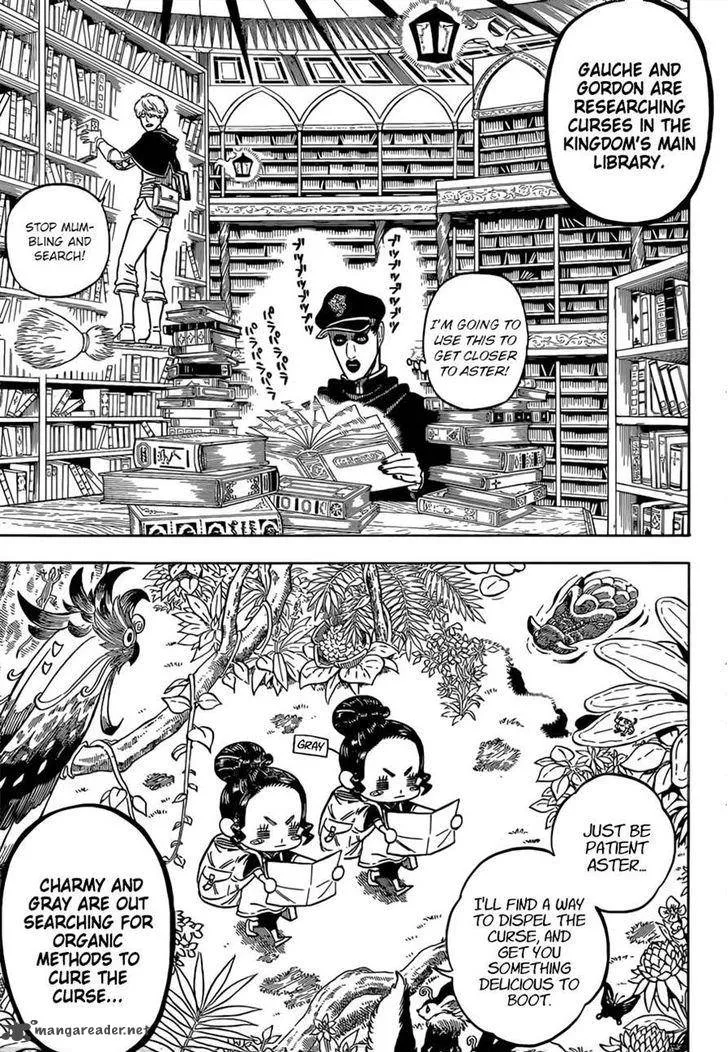 GAUCHE AND
GORDON ARE
RESEARCHING
CURSES IN THE
KINGDOM'S MAIN
LIBRARY.
I'M GOING TO
USE THIS TO
GET CLOSER
TO ASTER!
STOP MUM-
BLING AND
SEARCH!
GRAY
JUST BE
PATIENT
ASTER...
I'LL FIND A WAY
TO DISPEL THE
CURSE, AND
GET YOU
SOMETHING
DELICIOUS TO
BOOT.
CHARMY AND
GRAY ARE OUT
SEARCHING FOR
ORGANIC
METHODS TO
CURE THE
CURSE...
mangareader.net